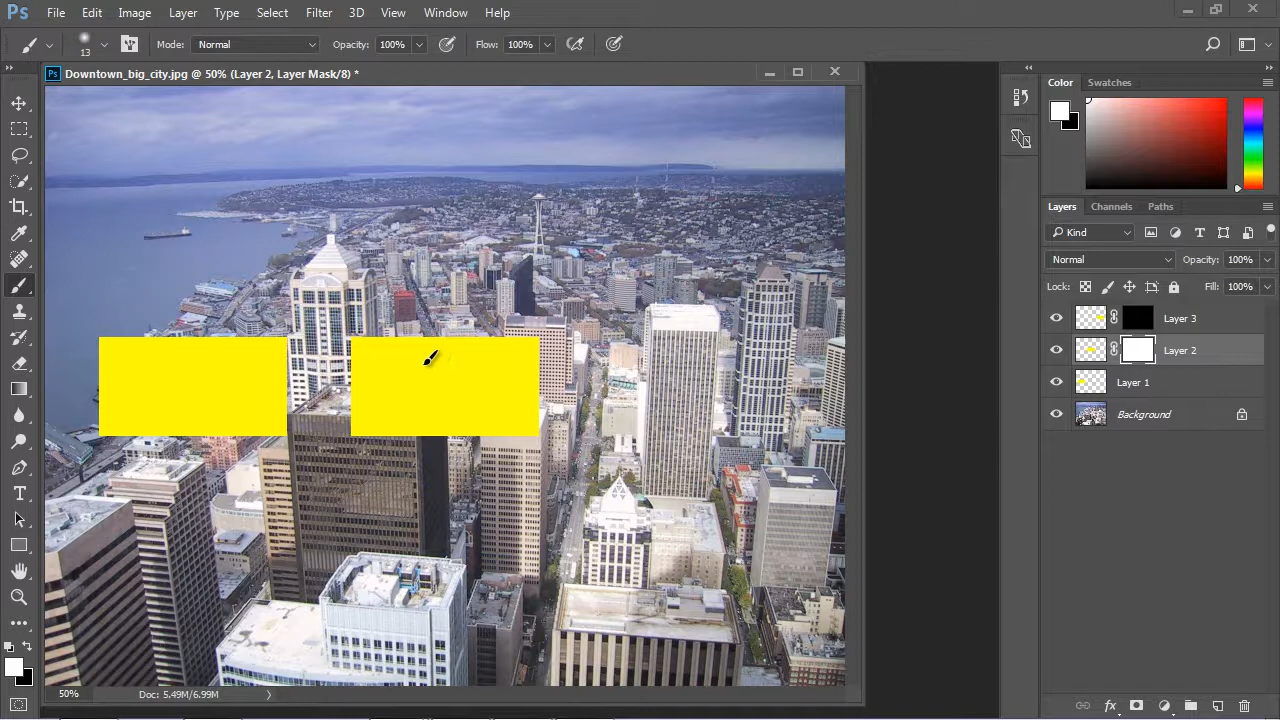 Ps File Edit Image Layer Type Select Filter 3D View Window Help
13 Mode: Normal Opacity: 100% Flow: 100%
Ps Downtown_big_city.jpg @ 50% (Layer 2, Layer Mask/8) *
Color Swatches
Layers Channels Paths
Kind
Normal Opacity: 100%
Lock: Fill: 100%
Layer 3
Layer 2
Layer 1
Background
50% Doc: 5.49M/6.99M